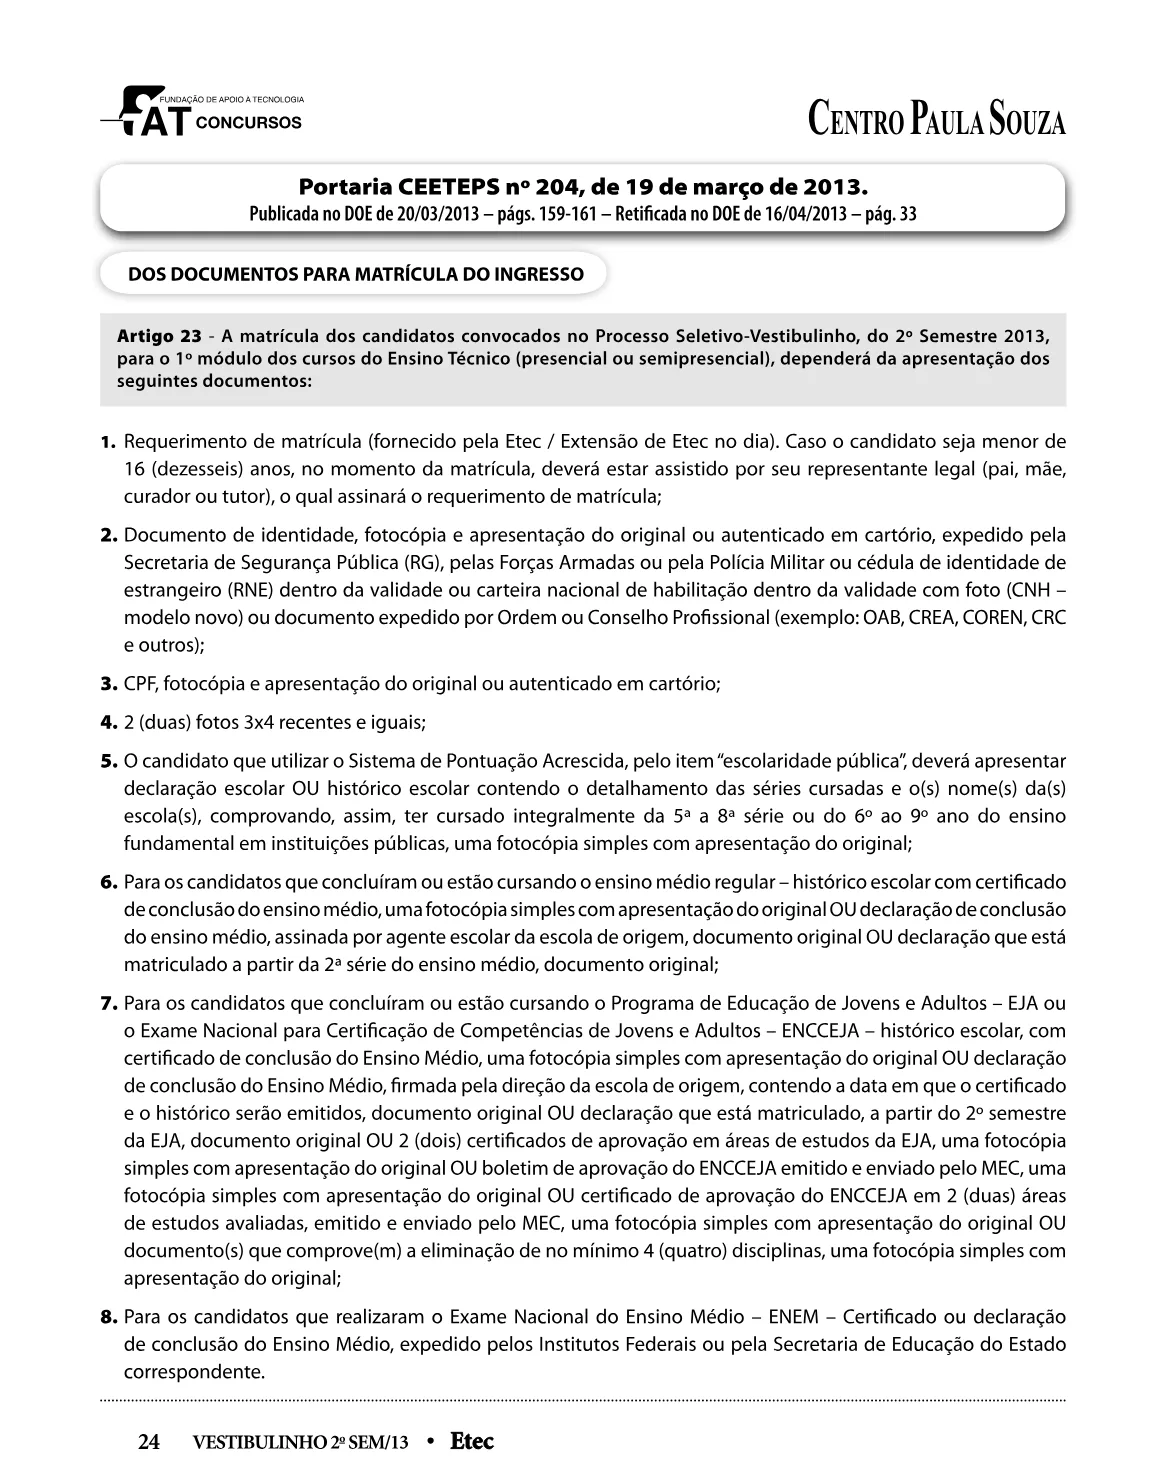 FUNDAÇÃO DE APOIO À TECNOLOGIA
FAT CONCURSOS
CENTRO PAULA SOUZA
Portaria CEETEPS nº 204, de 19 de março de 2013.
Publicada no DOE de 20/03/2013 – págs. 159-161 – Retificada no DOE de 16/04/2013 – pág. 33
DOS DOCUMENTOS PARA MATRÍCULA DO INGRESSO
Artigo 23 - A matrícula dos candidatos convocados no Processo Seletivo-Vestibulinho, do 2º Semestre 2013,
para o 1º módulo dos cursos do Ensino Técnico (presencial ou semipresencial), dependerá da apresentação dos
seguintes documentos:
1. Requerimento de matrícula (fornecido pela Etec / Extensão de Etec no dia). Caso o candidato seja menor de
16 (dezesseis) anos, no momento da matrícula, deverá estar assistido por seu representante legal (pai, mãe,
curador ou tutor), o qual assinará o requerimento de matrícula;
2. Documento de identidade, fotocópia e apresentação do original ou autenticado em cartório, expedido pela
Secretaria de Segurança Pública (RG), pelas Forças Armadas ou pela Polícia Militar ou cédula de identidade de
estrangeiro (RNE) dentro da validade ou carteira nacional de habilitação dentro da validade com foto (CNH –
modelo novo) ou documento expedido por Ordem ou Conselho Profissional (exemplo: OAB, CREA, COREN, CRC
e outros);
3. CPF, fotocópia e apresentação do original ou autenticado em cartório;
4. 2 (duas) fotos 3x4 recentes e iguais;
5. O candidato que utilizar o Sistema de Pontuação Acrescida, pelo item “escolaridade pública”, deverá apresentar
declaração escolar OU histórico escolar contendo o detalhamento das séries cursadas e o(s) nome(s) da(s)
escola(s), comprovando, assim, ter cursado integralmente da 5ª a 8ª série ou do 6º ao 9º ano do ensino
fundamental em instituições públicas, uma fotocópia simples com apresentação do original;
6. Para os candidatos que concluíram ou estão cursando o ensino médio regular – histórico escolar com certificado
de conclusão do ensino médio, uma fotocópia simples com apresentação do original OU declaração de conclusão
do ensino médio, assinada por agente escolar da escola de origem, documento original OU declaração que está
matriculado a partir da 2ª série do ensino médio, documento original;
7. Para os candidatos que concluíram ou estão cursando o Programa de Educação de Jovens e Adultos – EJA ou
o Exame Nacional para Certificação de Competências de Jovens e Adultos – ENCCEJA – histórico escolar, com
certificado de conclusão do Ensino Médio, uma fotocópia simples com apresentação do original OU declaração
de conclusão do Ensino Médio, firmada pela direção da escola de origem, contendo a data em que o certificado
e o histórico serão emitidos, documento original OU declaração que está matriculado, a partir do 2º semestre
da EJA, documento original OU 2 (dois) certificados de aprovação em áreas de estudos da EJA, uma fotocópia
simples com apresentação do original OU boletim de aprovação do ENCCEJA emitido e enviado pelo MEC, uma
fotocópia simples com apresentação do original OU certificado de aprovação do ENCCEJA em 2 (duas) áreas
de estudos avaliadas, emitido e enviado pelo MEC, uma fotocópia simples com apresentação do original OU
documento(s) que comprove(m) a eliminação de no mínimo 4 (quatro) disciplinas, uma fotocópia simples com
apresentação do original;
8. Para os candidatos que realizaram o Exame Nacional do Ensino Médio – ENEM – Certificado ou declaração
de conclusão do Ensino Médio, expedido pelos Institutos Federais ou pela Secretaria de Educação do Estado
correspondente.
24 VESTIBULINHO 2º SEM/13 • Etec